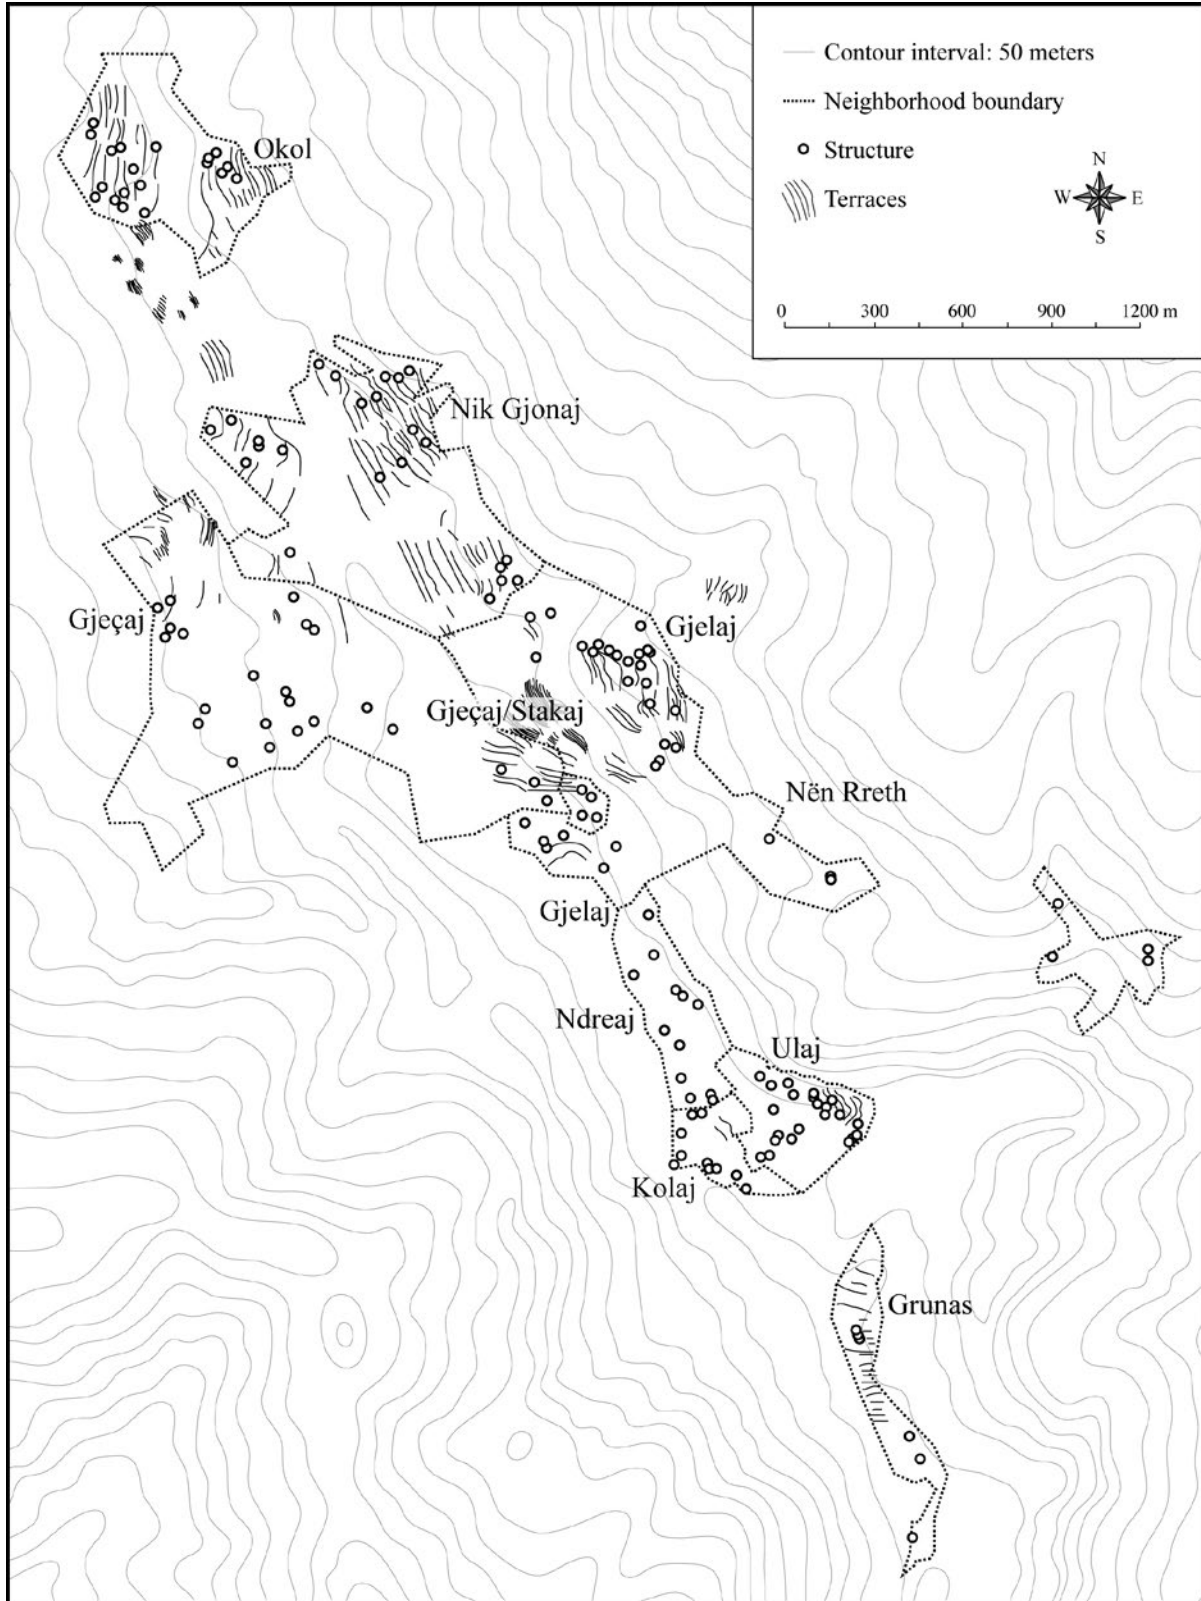 Contour interval: 50 meters
Neighborhood boundary
Structure
Terraces
N
W E
S
0 300 600 900 1200 m
Okol
Nik Gjonaj
Gjeçaj
Gjelaj
Gjeçaj/Stakaj
Nën Rreth
Gjelaj
Ndreaj
Ulaj
Kolaj
Grunas